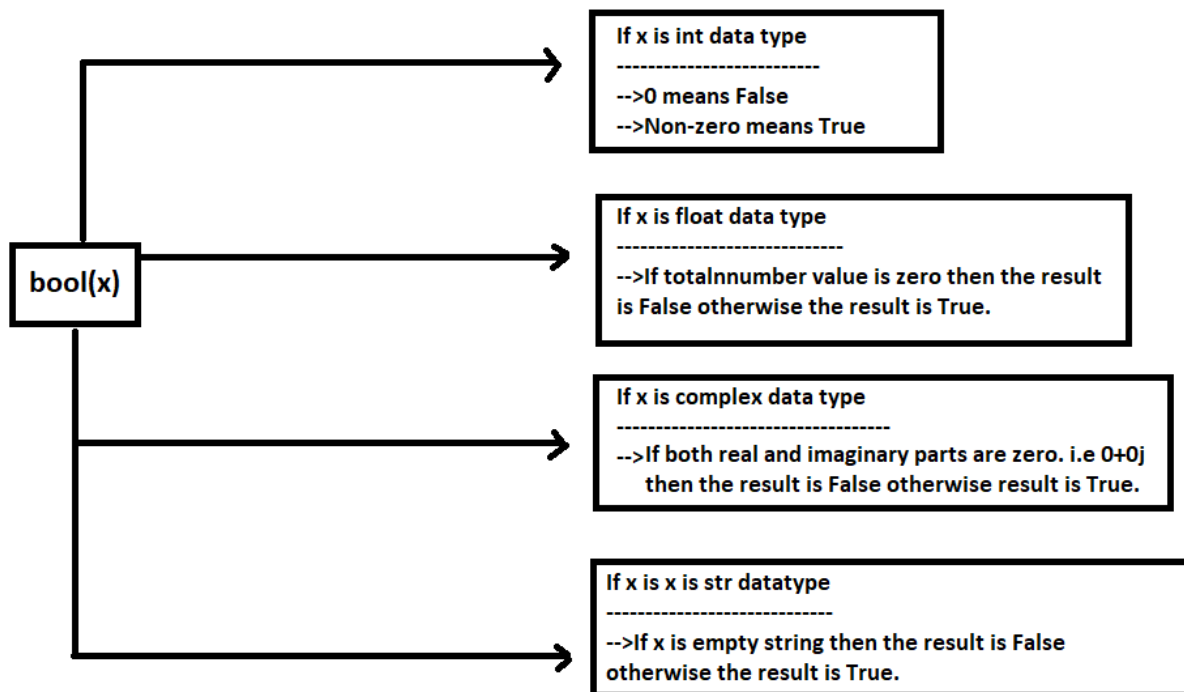 If x is int data type
--------------------------
-->0 means False
-->Non-zero means True
If x is float data type
-----------------------------
-->If totalnnumber value is zero then the result
is False otherwise the result is True.
bool(x)
If x is complex data type
-----------------------------------
-->If both real and imaginary parts are zero. i.e 0+0j
then the result is False otherwise result is True.
If x is x is str datatype
-----------------------------
-->If x is empty string then the result is False
otherwise the result is True.